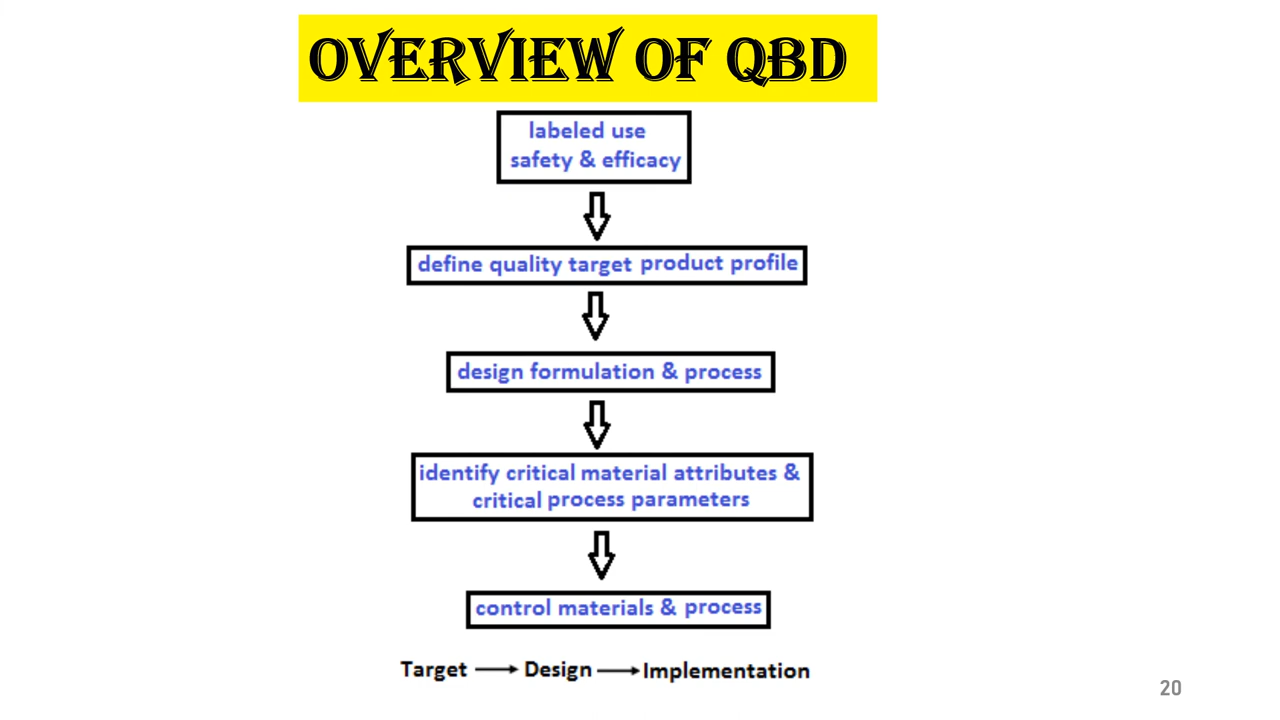 OVERVIEW OF QBD
labeled use
safety & efficacy
define quality target product profile
design formulation & process
identify critical material attributes &
critical process parameters
control materials & process
Target → Design → Implementation
20